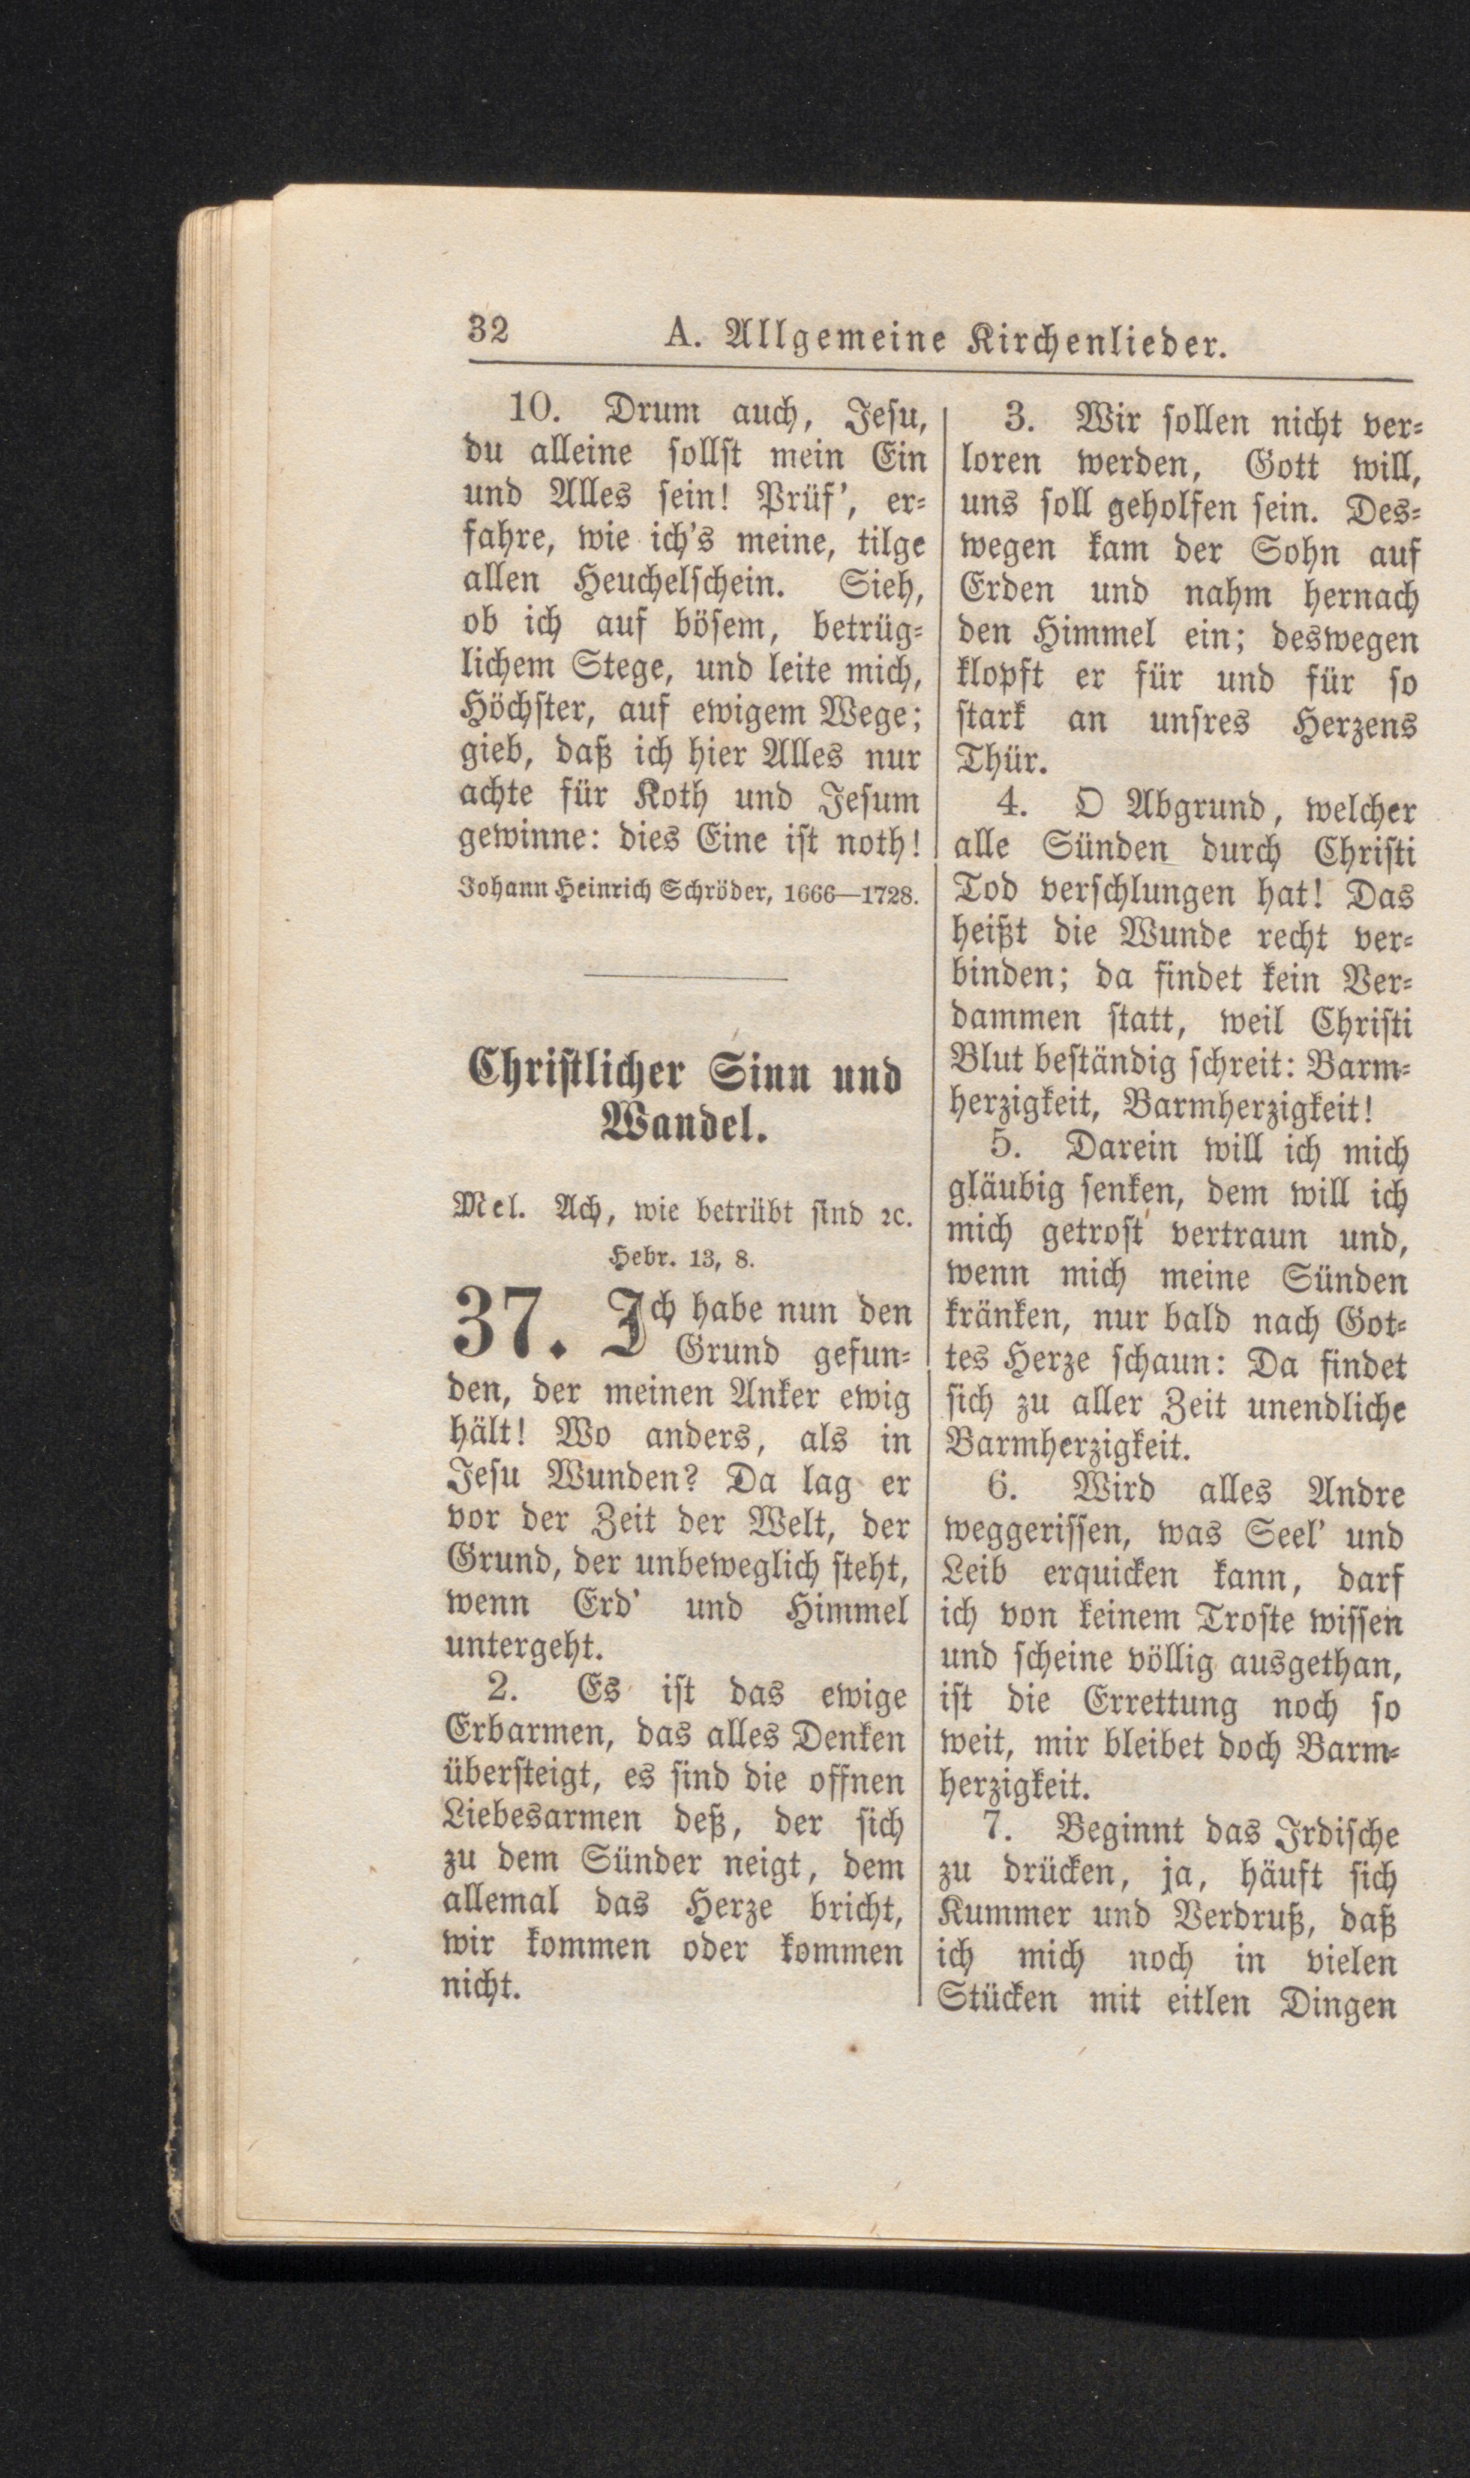 32
A. Allgemeine Kirchenlieder.
10. Drum auch, Jesu,
du alleine sollst mein Ein
und Alles sein! Prüf’, er=
fahre, wie ich’s meine, tilge
allen Heuchelschein. Sieh,
ob ich auf bösem, betrüg=
lichem Stege, und leite mich,
Höchster, auf ewigem Wege;
gieb, daß ich hier Alles nur
achte für Koth und Jesum
gewinne: dies Eine ist noth!
Johann Heinrich Schröder, 1666—1728.
Christlicher Sinn und
Wandel.
Mel. Ach, wie betrübt sind ꝛc.
Hebr. 13, 8.
37. Ich habe nun den
Grund gefun=
den, der meinen Anker ewig
hält! Wo anders, als in
Jesu Wunden? Da lag er
vor der Zeit der Welt, der
Grund, der unbeweglich steht,
wenn Erd’ und Himmel
untergeht.
2. Es ist das ewige
Erbarmen, das alles Denken
übersteigt, es sind die offnen
Liebesarmen deß, der sich
zu dem Sünder neigt, dem
allemal das Herze bricht,
wir kommen oder kommen
nicht.
3. Wir sollen nicht ver=
loren werden, Gott will,
uns soll geholfen sein. Des=
wegen kam der Sohn auf
Erden und nahm hernach
den Himmel ein; deswegen
klopft er für und für so
stark an unsres Herzens
Thür.
4. O Abgrund, welcher
alle Sünden durch Christi
Tod verschlungen hat! Das
heißt die Wunde recht ver=
binden; da findet kein Ver=
dammen statt, weil Christi
Blut beständig schreit: Barm=
herzigkeit, Barmherzigkeit!
5. Darein will ich mich
gläubig senken, dem will ich
mich getrost vertraun und,
wenn mich meine Sünden
kränken, nur bald nach Got=
tes Herze schaun: Da findet
sich zu aller Zeit unendliche
Barmherzigkeit.
6. Wird alles Andre
weggerissen, was Seel’ und
Leib erquicken kann, darf
ich von keinem Troste wissen
und scheine völlig ausgethan,
ist die Errettung noch so
weit, mir bleibet doch Barm=
herzigkeit.
7. Beginnt das Irdische
zu drücken, ja, häuft sich
Kummer und Verdruß, daß
ich mich noch in vielen
Stücken mit eitlen Dingen